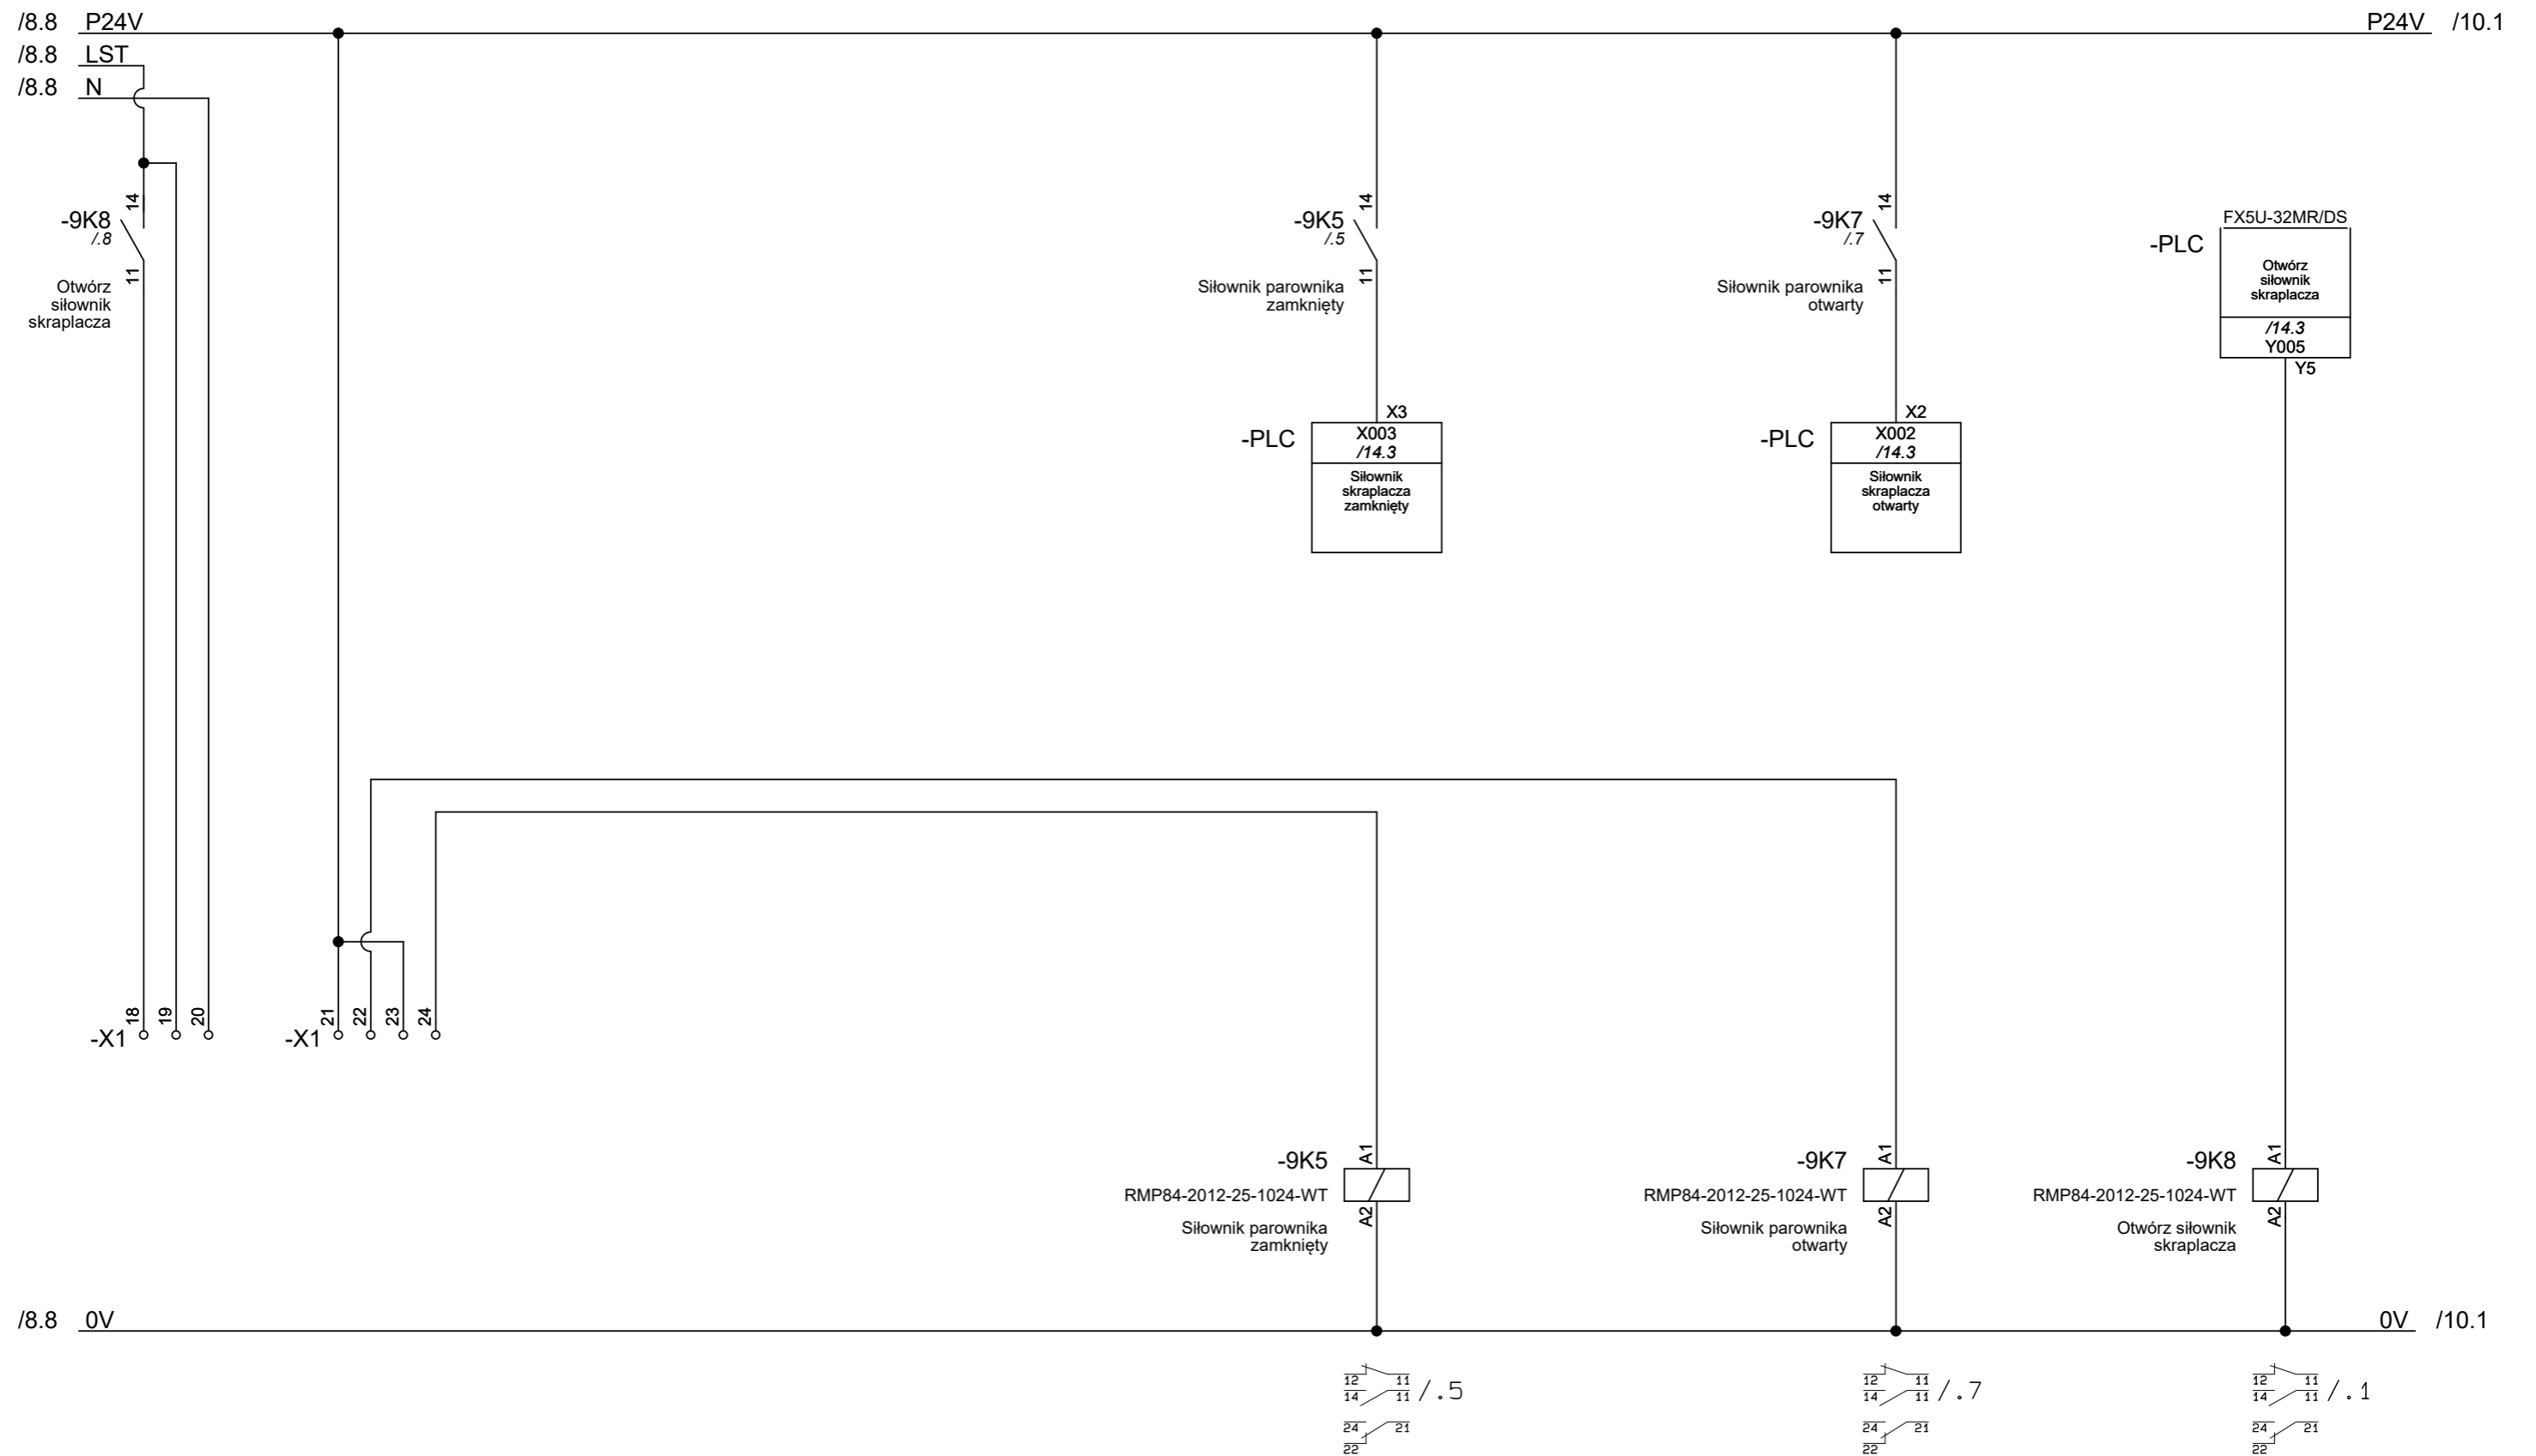 /8.8 P24V
P24V /10.1
/8.8 LST
/8.8 N
14
-9K8
/.8
11
Otwórz
siłownik
skraplacza
14
-9K5
/.5
11
Siłownik parownika
zamknięty
14
-9K7
/.7
11
Siłownik parownika
otwarty
FX5U-32MR/DS
-PLC
Otwórz
siłownik
skraplacza
/14.3
Y005
Y5
X3
-PLC
X003
/14.3
Siłownik
skraplacza
zamknięty
X2
-PLC
X002
/14.3
Siłownik
skraplacza
otwarty
-X1 18 19 20
-X1 21 22 23 24
A1
-9K5
RMP84-2012-25-1024-WT
A2
Siłownik parownika
zamknięty
A1
-9K7
RMP84-2012-25-1024-WT
A2
Siłownik parownika
otwarty
A1
-9K8
RMP84-2012-25-1024-WT
A2
Otwórz siłownik
skraplacza
/8.8 0V
0V /10.1
12 11
14 11 /.5
24 21
22
12 11
14 11 /.7
24 21
22
12 11
14 11 /.1
24 21
22